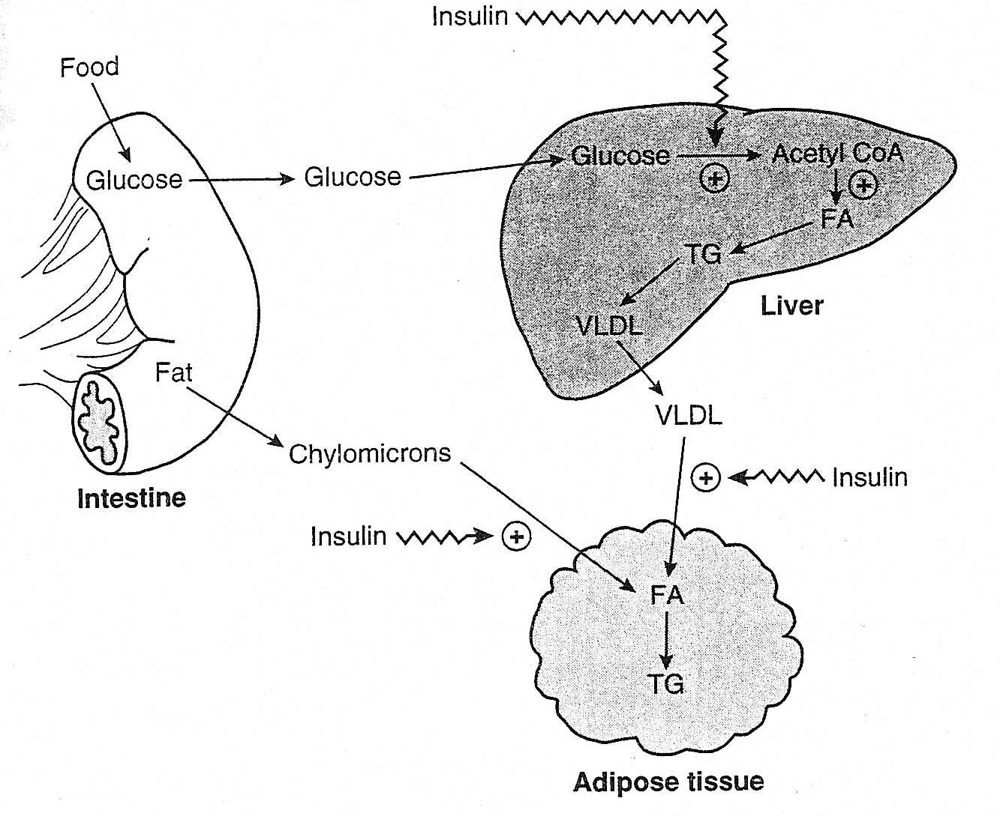 Insulin
Food
Glucose
Glucose
Glucose
Acetyl CoA
+
+
FA
TG
VLDL
Liver
Fat
VLDL
Chylomicrons
+
Insulin
Intestine
Insulin
+
FA
TG
Adipose tissue